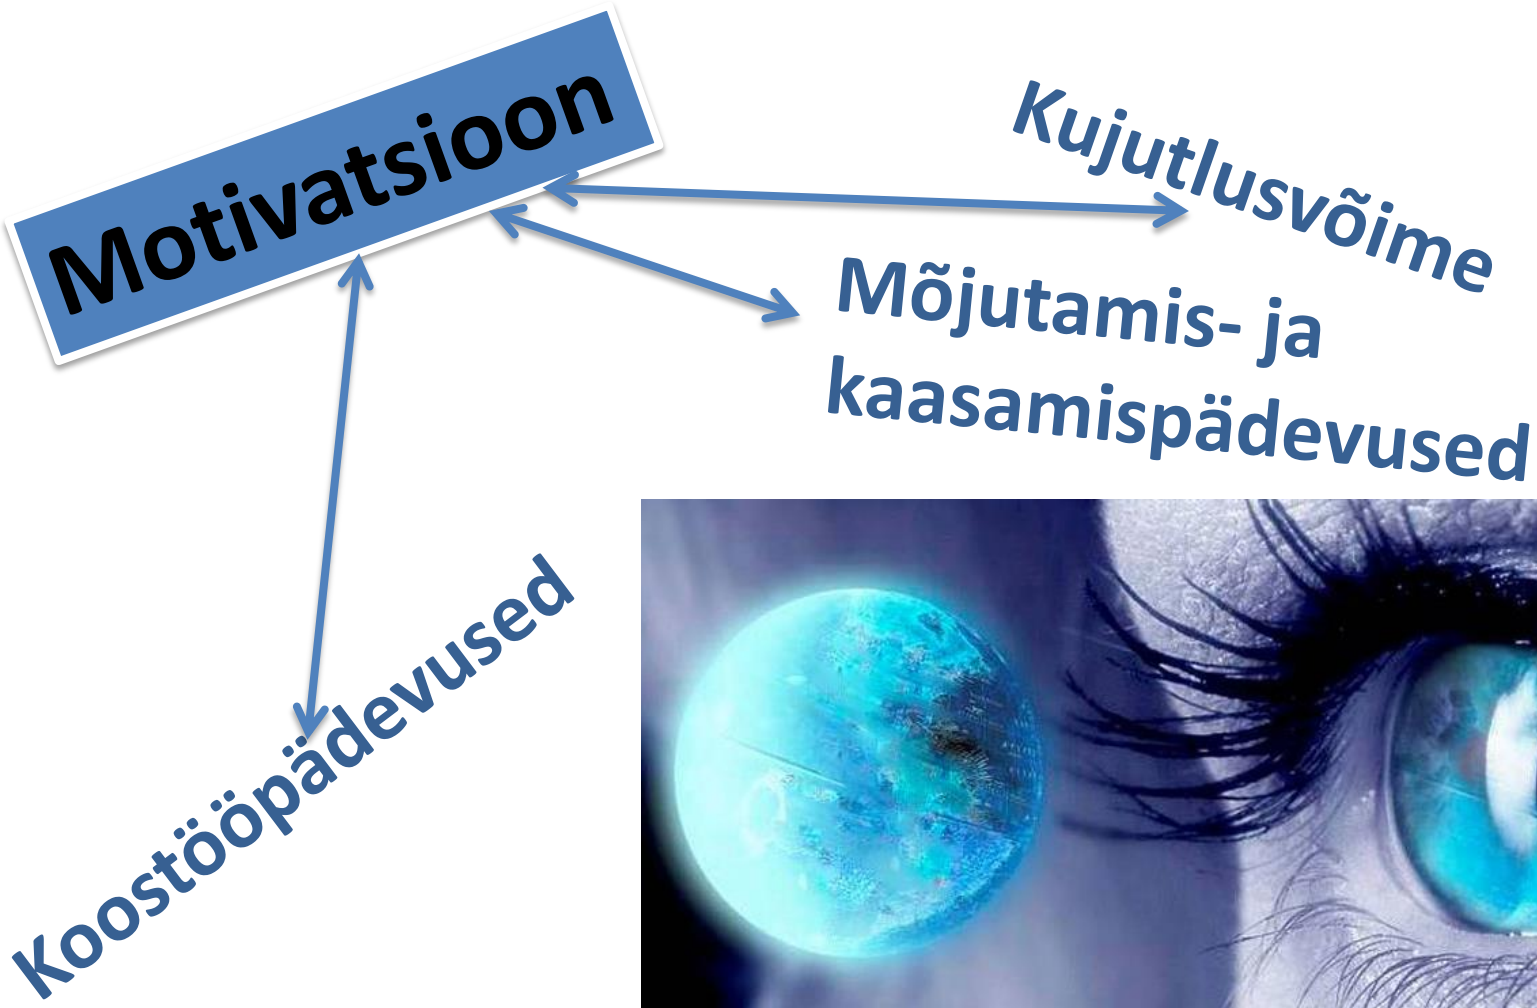 Motivatsioon
Kujutlusvõime
Mõjutamis- ja
kaasamispädevused
Koostööpädevused